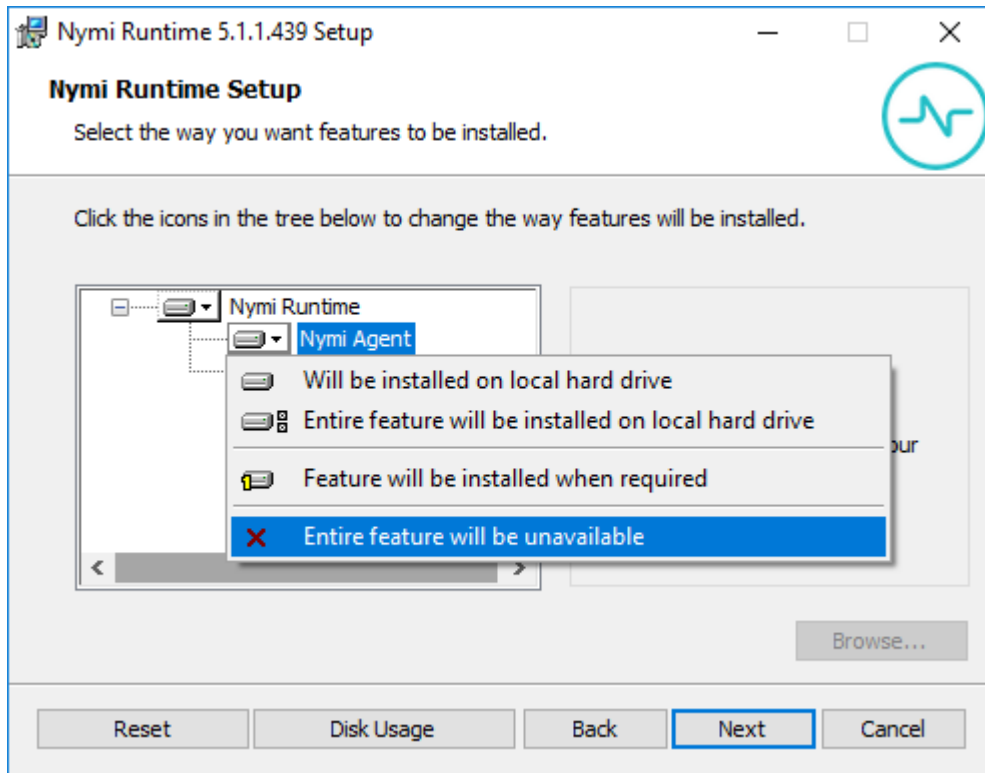 Nymi Runtime 5.1.1.439 Setup
Nymi Runtime Setup
Select the way you want features to be installed.
Click the icons in the tree below to change the way features will be installed.
Nymi Runtime
Nymi Agent
Will be installed on local hard drive
Entire feature will be installed on local hard drive
Feature will be installed when required
Entire feature will be unavailable
Browse...
Reset
Disk Usage
Back
Next
Cancel